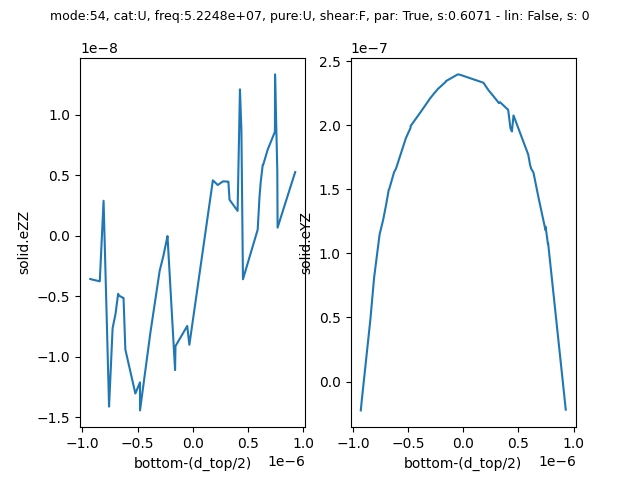 mode:54, cat:U, freq:5.2248e+07, pure:U, shear:F, par: True, s:0.6071 - lin: False, s: 0
1e−8
1.0
0.5
0.0
−0.5
−1.0
−1.5
solid.eZZ
−1.0
−0.5
0.0
0.5
1.0
bottom-(d_top/2)
1e−6
1e−7
2.5
2.0
1.5
1.0
0.5
0.0
solid.eYZ
−1.0
−0.5
0.0
0.5
1.0
bottom-(d_top/2)
1e−6